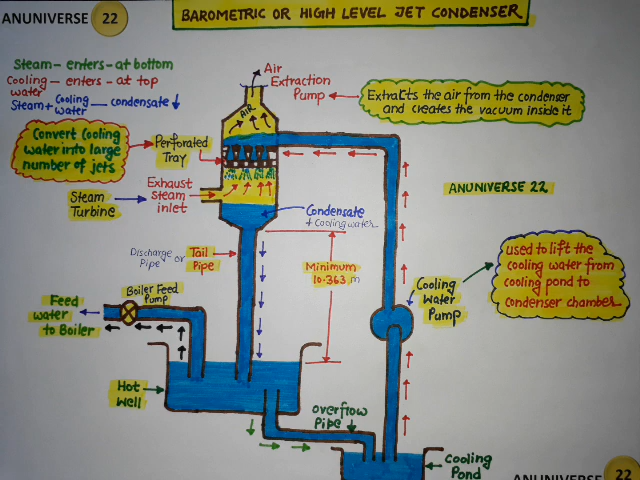 ANUNIVERSE 22
BAROMETRIC OR HIGH LEVEL JET CONDENSER
Steam - enters - at bottom
Cooling water - enters - at top
Steam + Cooling water - condensate ↓
Air
Extraction
Pump
Extracts the air from the condenser
and creates the vacuum inside it
AIR
Convert Cooling
water into large
number of jets
Perforated
Tray
Exhaust
steam
inlet
Steam
Turbine
ANUNIVERSE 22
Condensate
+ Cooling water
Discharge
Pipe or
Tail
Pipe
Minimum
10.363 m
used to lift the
cooling water from
cooling pond to
condenser chamber
Cooling
Water
Pump
Boiler Feed
Pump
Feed
water
to Boiler
Hot
Well
overflow
Pipe
Cooling
Pond
ANUNIVERSE 22